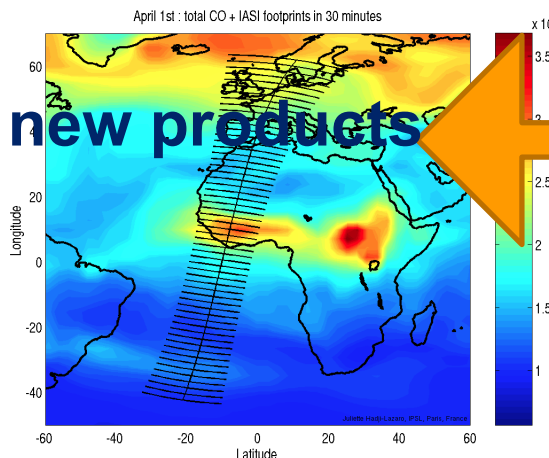 April 1st : total CO + IASI footprints in 30 minutes
x 10
new products
3
2.5
2
1.5
1
60
20
0
-20
-40
Longitude
-60
-40
-20
0
20
40
60
Latitude
Juliette Hadji-Lazaro, IPSL, Paris, France